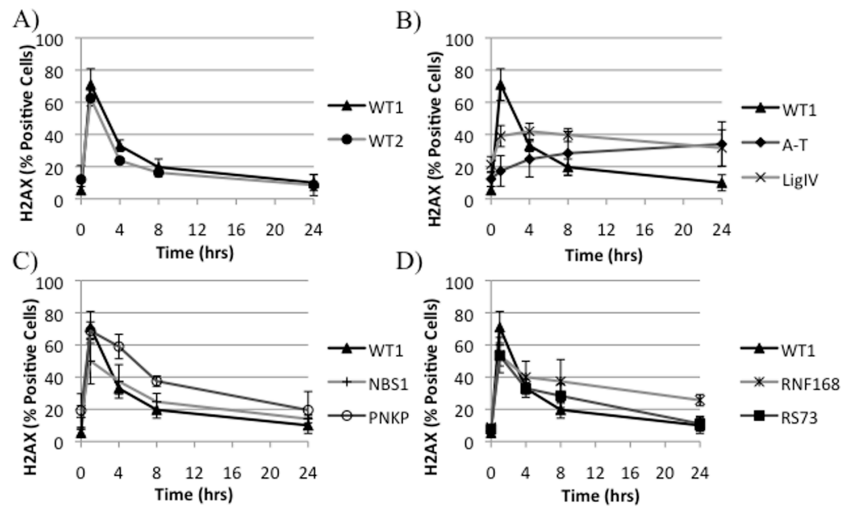 A)
H2AX (% Positive Cells)
100
80
60
40
20
0
0 4 8 12 16 20 24
Time (hrs)
WT1
WT2
B)
H2AX (% Positive Cells)
100
80
60
40
20
0
0 4 8 12 16 20 24
Time (hrs)
WT1
A-T
LigIV
C)
H2AX (% Positive Cells)
100
80
60
40
20
0
0 4 8 12 16 20 24
Time (hrs)
WT1
NBS1
PNKP
D)
H2AX (% Positive Cells)
100
80
60
40
20
0
0 4 8 12 16 20 24
Time (hrs)
WT1
RNF168
RS73